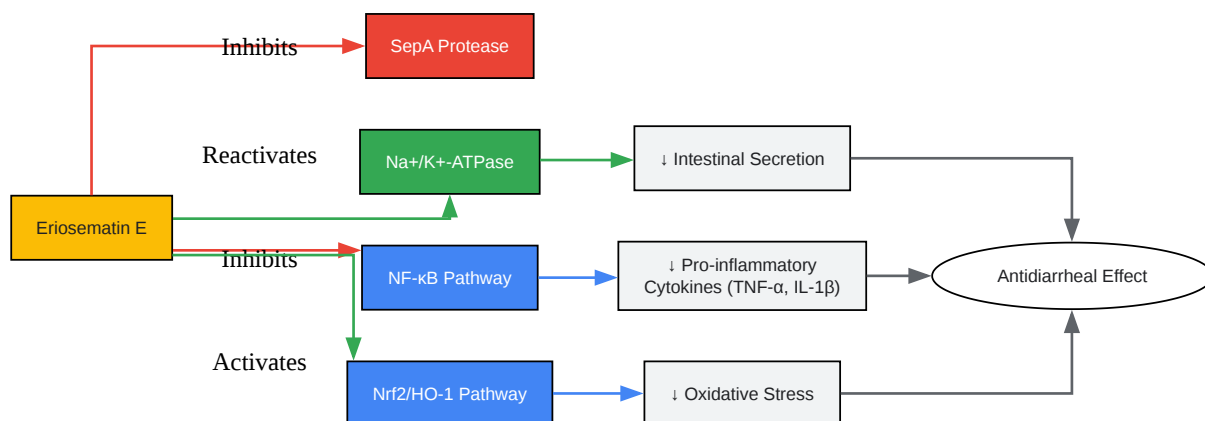 Inhibits
SepA Protease
Reactivates
Na+/K+-ATPase
↓ Intestinal Secretion
Eriosematin E
Inhibits
NF-κB Pathway
↓ Pro-inflammatory
Cytokines (TNF-α, IL-1β)
Antidiarrheal Effect
Activates
Nrf2/HO-1 Pathway
↓ Oxidative Stress